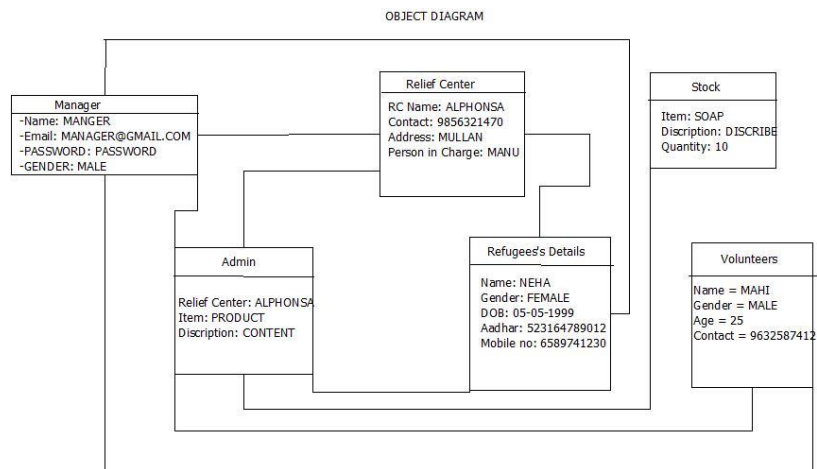 OBJECT DIAGRAM
Manager
-Name: MANGER
-Email: MANAGER@GMAIL.COM
-PASSWORD: PASSWORD
-GENDER: MALE
Relief Center
RC Name: ALPHONSA
Contact: 9856321470
Address: MULLAN
Person in Charge: MANU
Stock
Item: SOAP
Discription: DISCRIBE
Quantity: 10
Admin
Relief Center: ALPHONSA
Item: PRODUCT
Discription: CONTENT
Refugees's Details
Name: NEHA
Gender: FEMALE
DOB: 05-05-1999
Aadhar: 523164789012
Mobile no: 6589741230
Volunteers
Name = MAHI
Gender = MALE
Age = 25
Contact = 9632587412